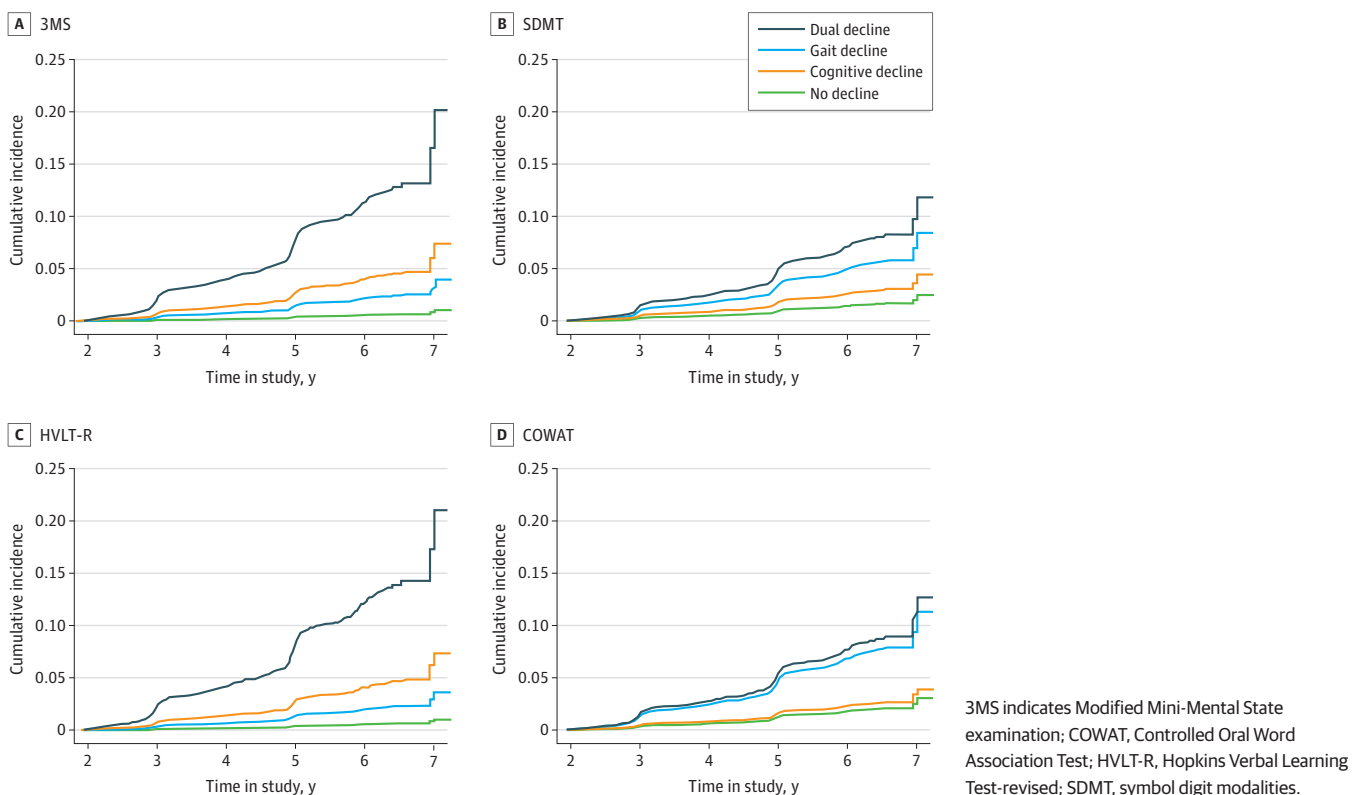 A 3MS
0.25
0.20
0.15
0.10
0.05
0
Cumulative incidence
2 3 4 5 6 7
Time in study, y
B SDMT
Dual decline
Gait decline
Cognitive decline
No decline
0.25
0.20
0.15
0.10
0.05
0
Cumulative incidence
2 3 4 5 6 7
Time in study, y
C HVLT-R
0.25
0.20
0.15
0.10
0.05
0
Cumulative incidence
2 3 4 5 6 7
Time in study, y
D COWAT
0.25
0.20
0.15
0.10
0.05
0
Cumulative incidence
2 3 4 5 6 7
Time in study, y
3MS indicates Modified Mini-Mental State
examination; COWAT, Controlled Oral Word
Association Test; HVLT-R, Hopkins Verbal Learning
Test-revised; SDMT, symbol digit modalities.